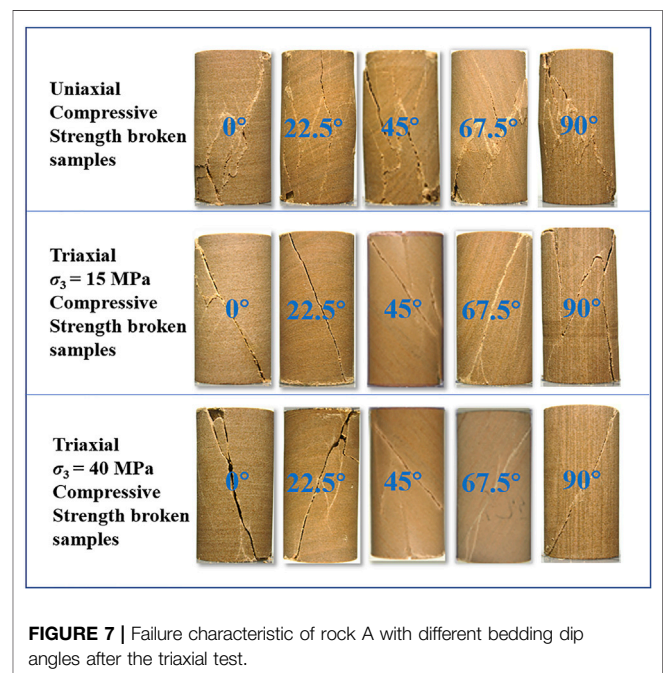 Uniaxial
Compressive
Strength broken
samples
0° 22.5° 45° 67.5° 90°
Triaxial
σ₃ = 15 MPa
Compressive
Strength broken
samples
0° 22.5° 45° 67.5° 90°
Triaxial
σ₃ = 40 MPa
Compressive
Strength broken
samples
0° 22.5° 45° 67.5° 90°
FIGURE 7 | Failure characteristic of rock A with different bedding dip
angles after the triaxial test.